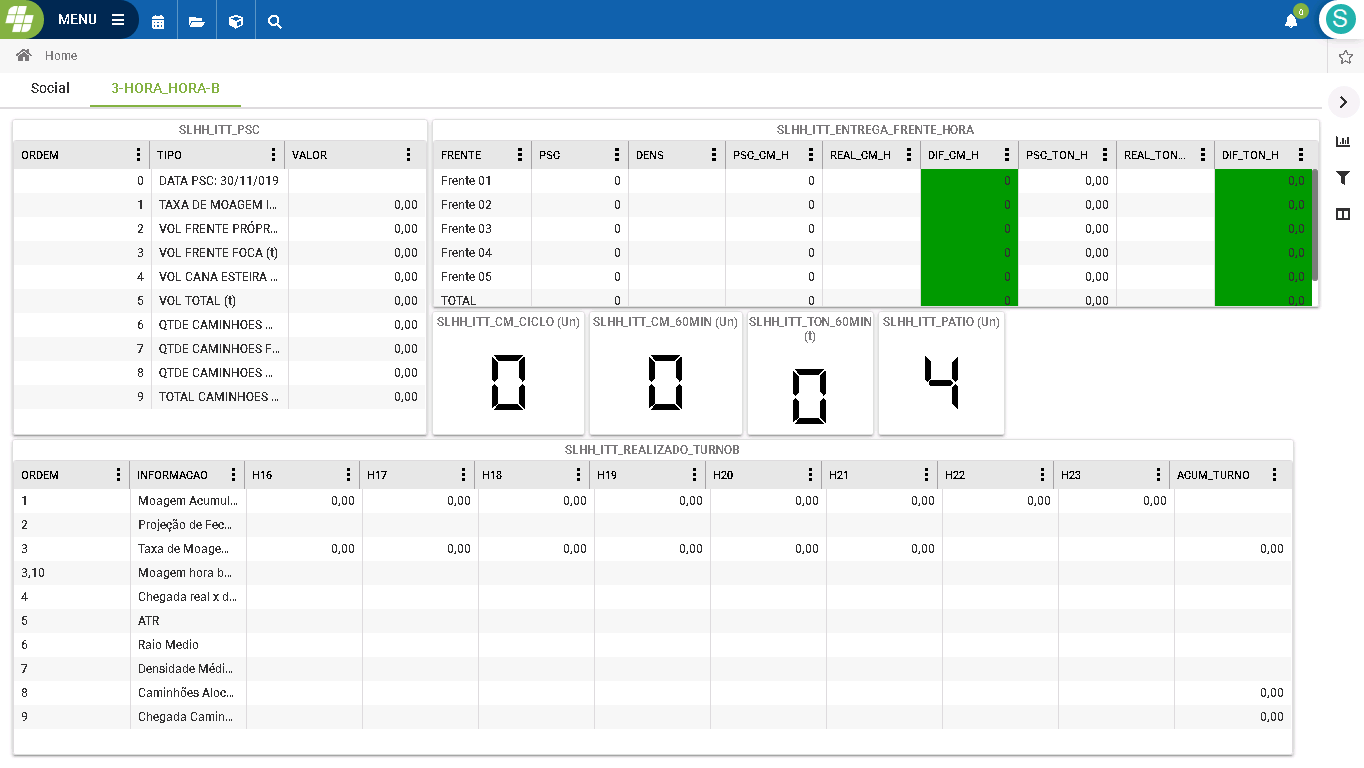 MENU
0
S
Home
Social 3-HORA_HORA-B
SLHH_ITT_PSC
ORDEM TIPO VALOR
0 DATA PSC: 30/11/019
1 TAXA DE MOAGEM I... 0,00
2 VOL FRENTE PRÓPR... 0,00
3 VOL FRENTE FOCA (t) 0,00
4 VOL CANA ESTEIRA ... 0,00
5 VOL TOTAL (t) 0,00
6 QTDE CAMINHOES ... 0,00
7 QTDE CAMINHOES F... 0,00
8 QTDE CAMINHOES ... 0,00
9 TOTAL CAMINHOES ... 0,00
SLHH_ITT_ENTREGA_FRENTE_HORA
FRENTE PSC DENS PSC_CM_H REAL_CM_H DIF_CM_H PSC_TON_H REAL_TON... DIF_TON_H
Frente 01 0 0 0 0,00 0,0
Frente 02 0 0 0 0,00 0,0
Frente 03 0 0 0 0,00 0,0
Frente 04 0 0 0 0,00 0,0
Frente 05 0 0 0 0,00 0,0
TOTAL 0 0 0 0,00 0,0
SLHH_ITT_CM_CICLO (Un)
0
SLHH_ITT_CM_60MIN (Un)
0
SLHH_ITT_TON_60MIN
(t)
0
SLHH_ITT_PATIO (Un)
4
SLHH_ITT_REALIZADO_TURNOB
ORDEM INFORMACAO H16 H17 H18 H19 H20 H21 H22 H23 ACUM_TURNO
1 Moagem Acumul... 0,00 0,00 0,00 0,00 0,00 0,00 0,00 0,00
2 Projeção de Fec...
3 Taxa de Moage... 0,00 0,00 0,00 0,00 0,00 0,00 0,00
3,10 Moagem hora b...
4 Chegada real x d...
5 ATR
6 Raio Medio
7 Densidade Médi...
8 Caminhões Aloc... 0,00
9 Chegada Camin... 0,00